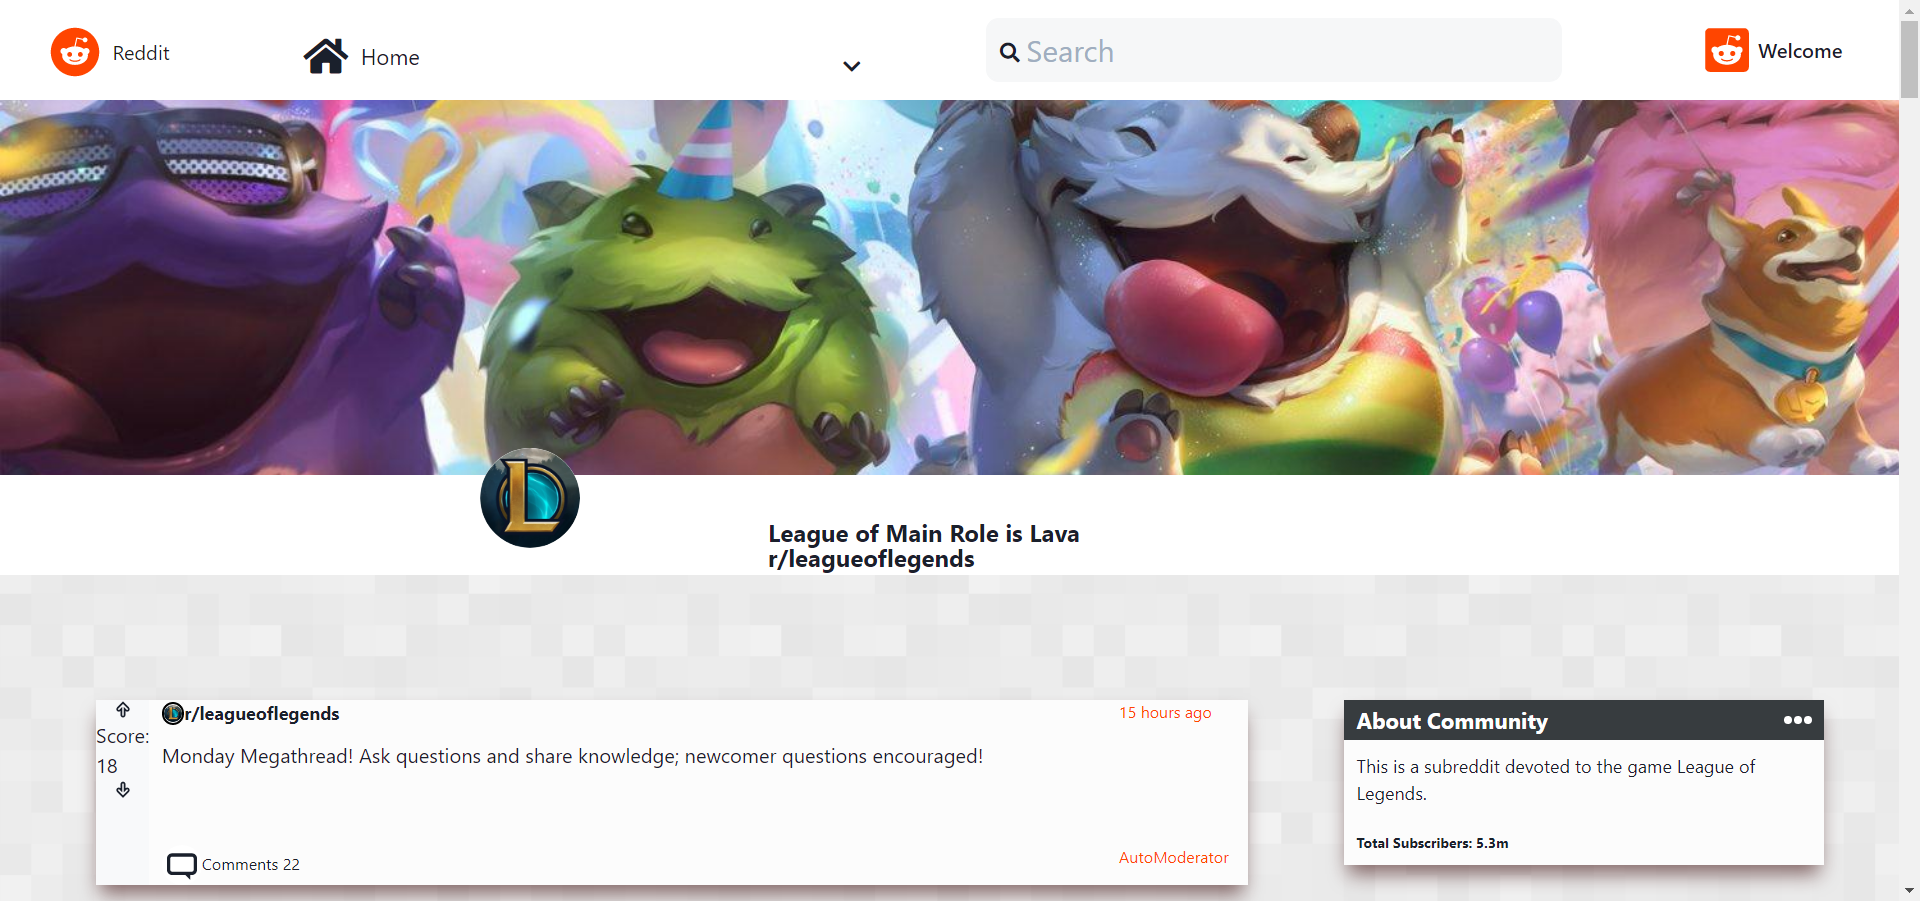 Reddit
Home
Search
Welcome
League of Main Role is Lava
r/leagueoflegends
Score:
18
r/leagueoflegends
15 hours ago
Monday Megathread! Ask questions and share knowledge; newcomer questions encouraged!
Comments 22
AutoModerator
About Community
This is a subreddit devoted to the game League of
Legends.
Total Subscribers: 5.3m